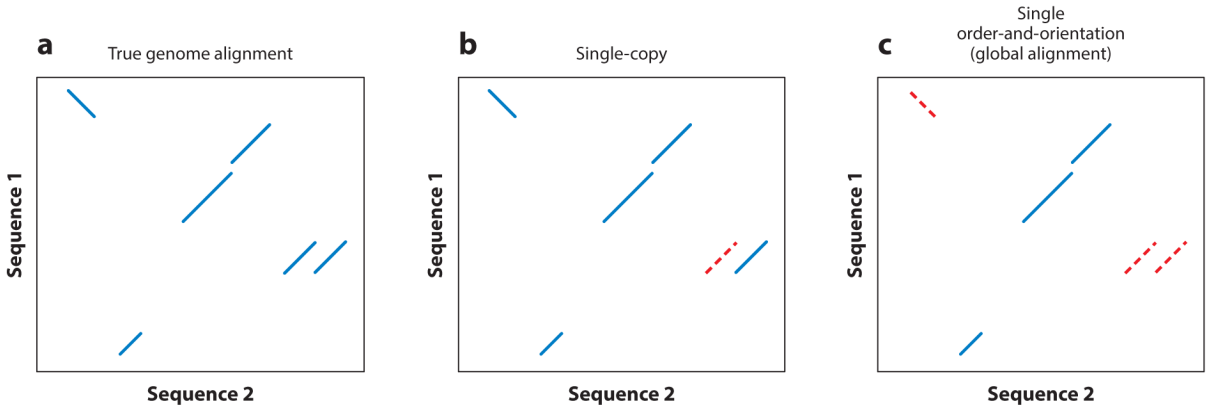 a
True genome alignment
Sequence 1
Sequence 2
b
Single-copy
Sequence 1
Sequence 2
c
Single
order-and-orientation
(global alignment)
Sequence 1
Sequence 2